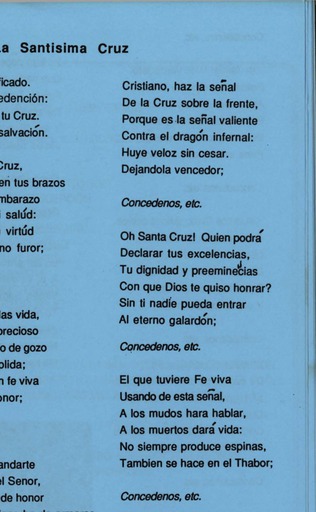 La Santisima Cruz
ficado.
edención:
tu Cruz.
salvación.
Cruz,
en tus brazos
mbarazo
i salúd:
virtúd
no furor;
las vida,
precioso
o de gozo
olida;
n fe viva
onor;
andarte
el Senor,
de honor
Cristiano, haz la señal
De la Cruz sobre la frente,
Porque es la señal valiente
Contra el dragón infernal:
Huye veloz sin cesar.
Dejandola vencedor;
Concedenos, etc.
Oh Santa Cruz! Quien podrá
Declarar tus excelencias,
Tu dignidad y preeminecias
Con que Dios te quiso honrar?
Sin ti nadíe pueda entrar
Al eterno galardón;
Concedenos, etc.
El que tuviere Fe viva
Usando de esta señal,
A los mudos hara hablar,
A los muertos dará vida:
No siempre produce espinas,
Tambien se hace en el Thabor;
Concedenos, etc.